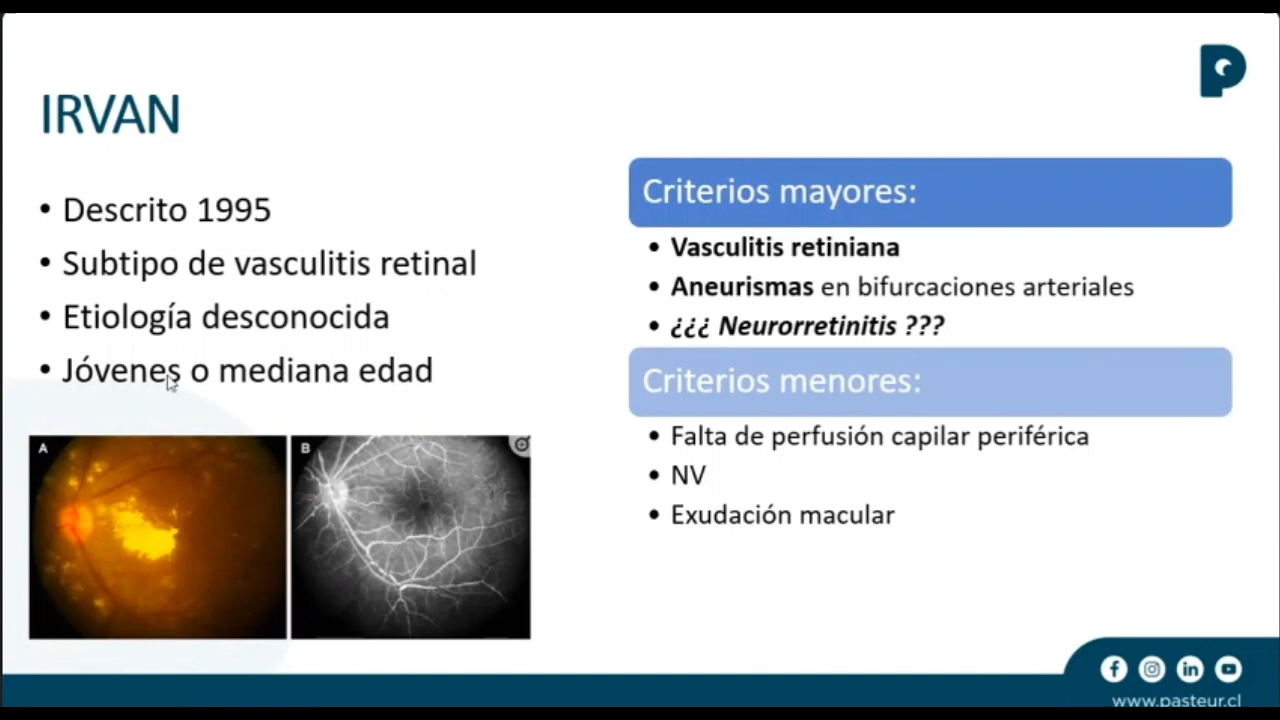 IRVAN
• Descrito 1995
• Subtipo de vasculitis retinal
• Etiología desconocida
• Jóvenes o mediana edad
A
B
Criterios mayores:
• Vasculitis retiniana
• Aneurismas en bifurcaciones arteriales
• ¿¿¿ Neurorretinitis ???
Criterios menores:
• Falta de perfusión capilar periférica
• NV
• Exudación macular
www.pasteur.cl